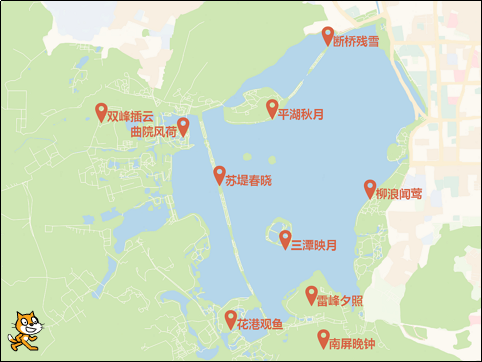 断桥残雪
双峰插云
平湖秋月
曲院风荷
苏堤春晓
柳浪闻莺
三潭映月
雷峰夕照
花港观鱼
南屏晚钟